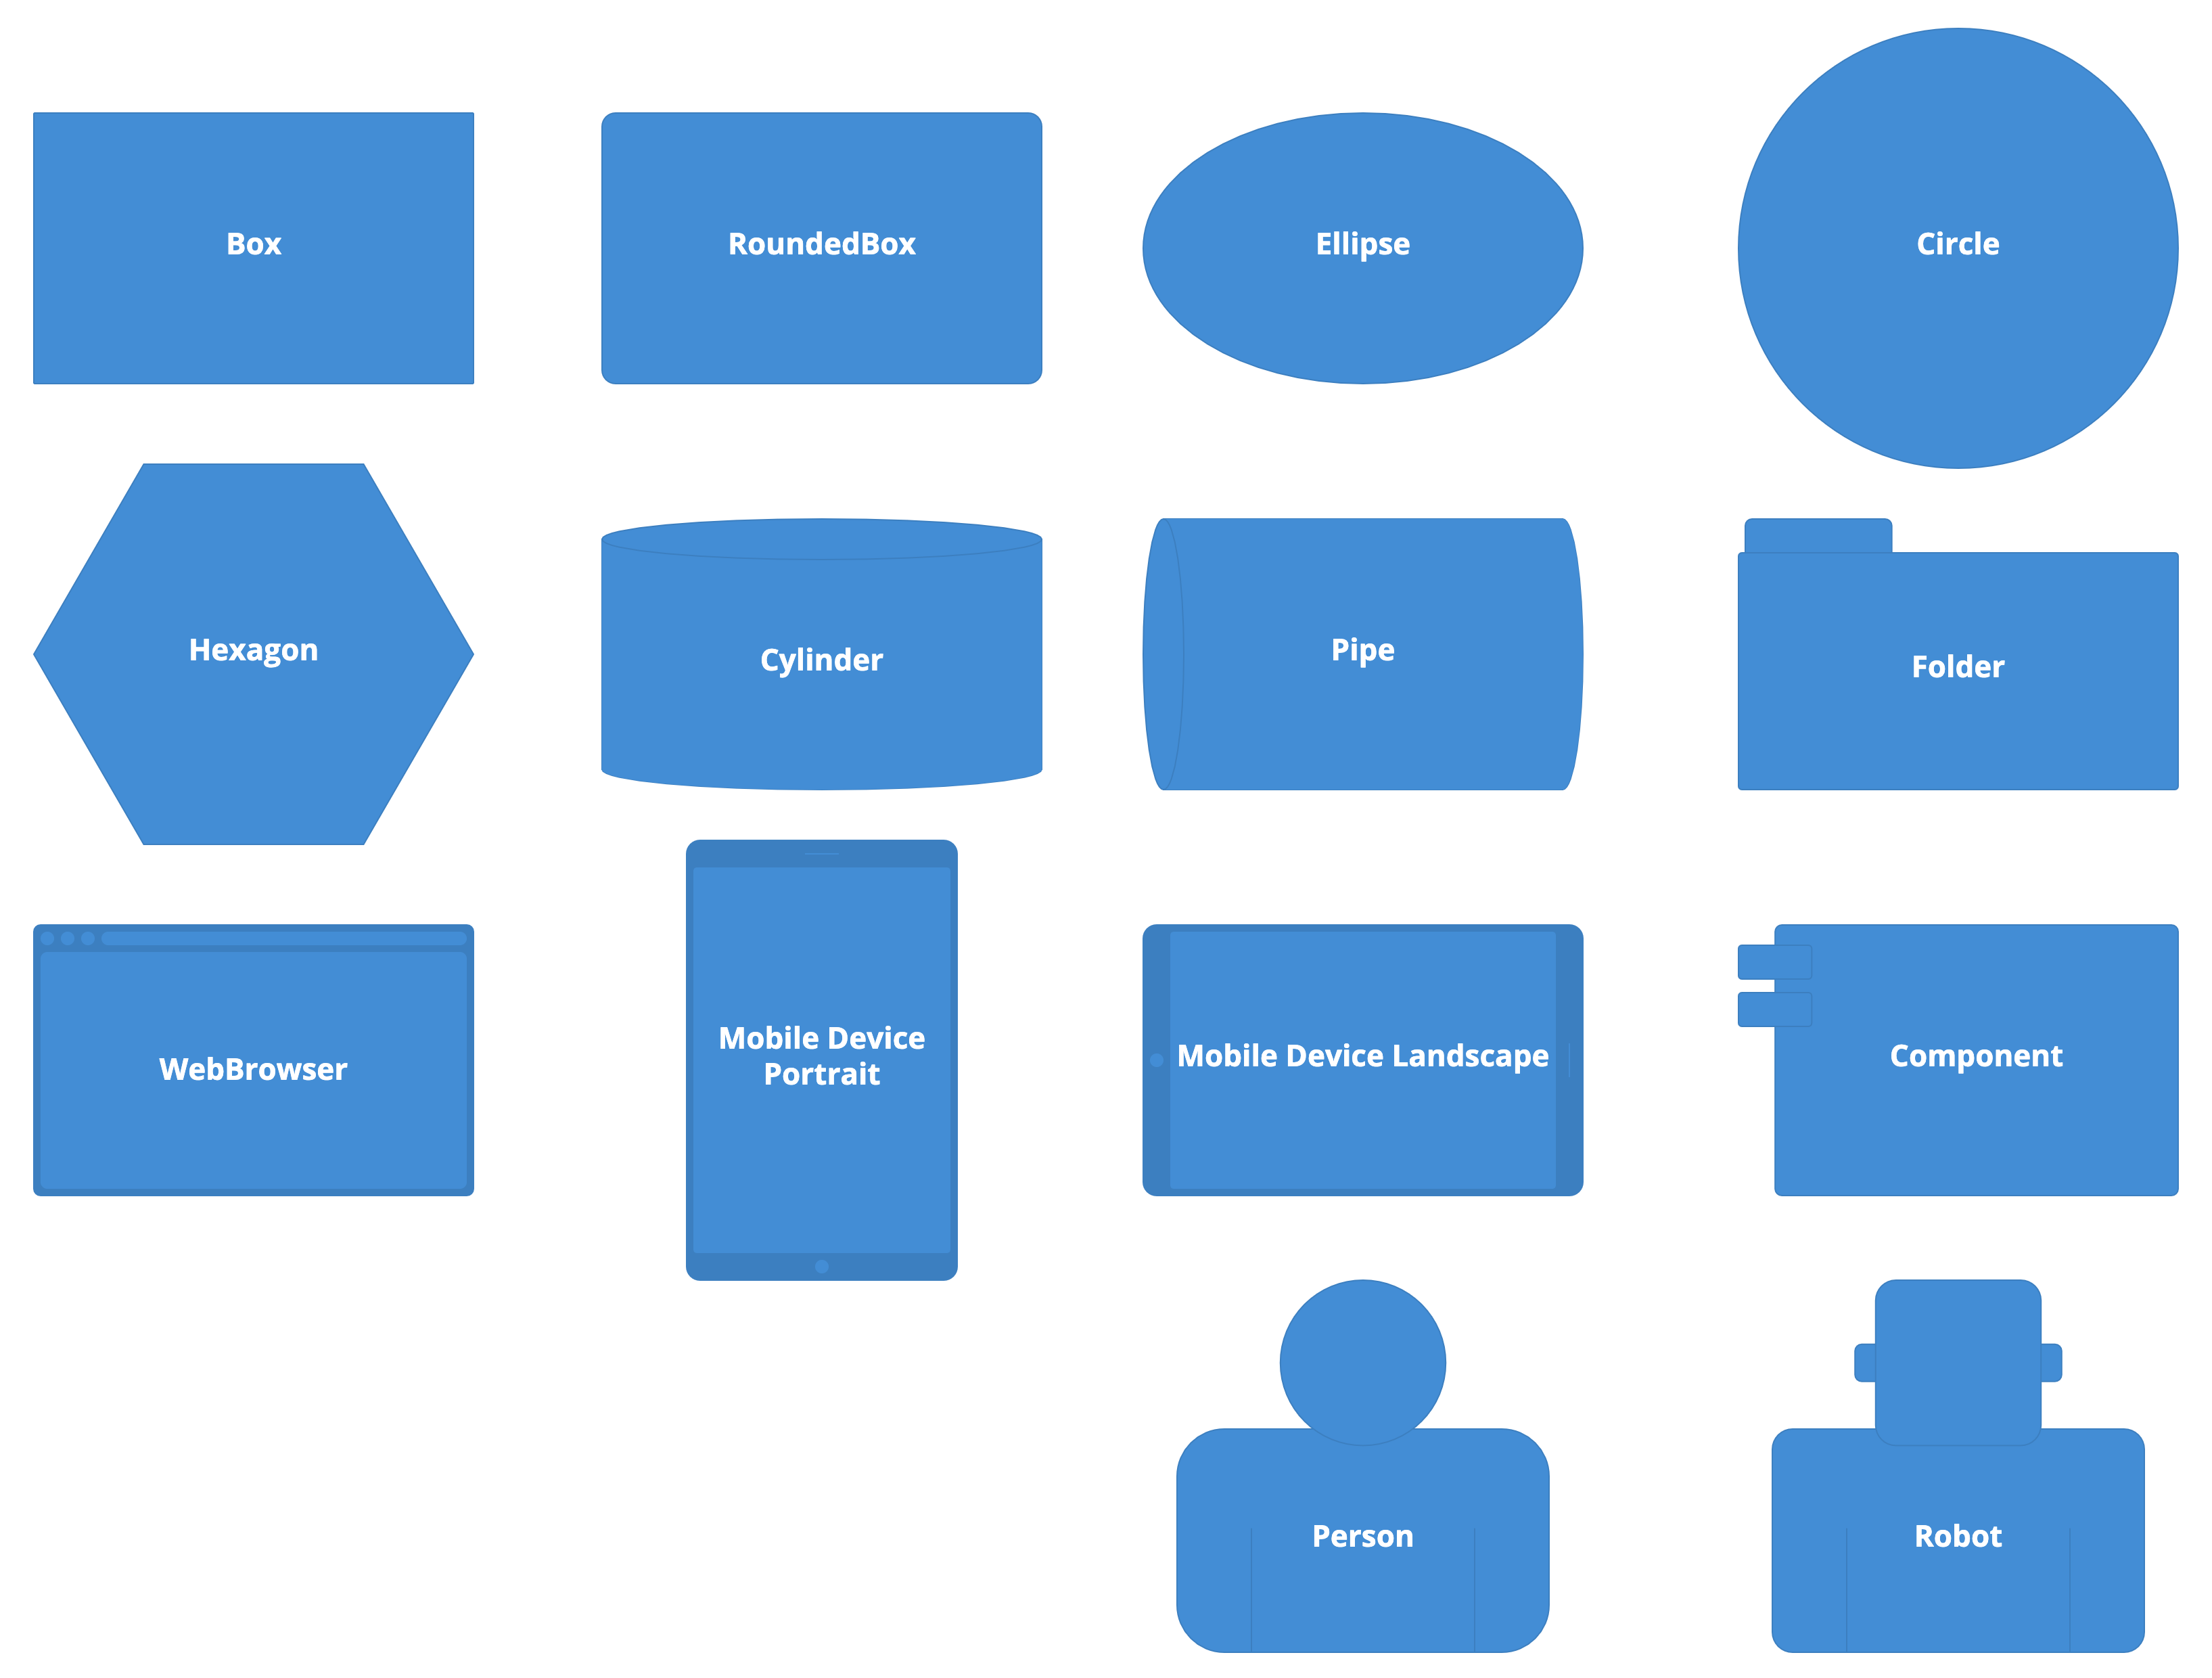 Box
RoundedBox
Ellipse
Circle
Hexagon
Cylinder
Pipe
Folder
WebBrowser
Mobile Device
Portrait
Mobile Device Landscape
Component
Person
Robot